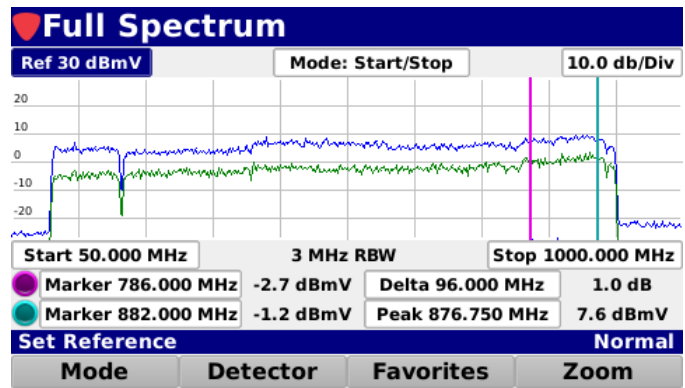 Full Spectrum
Ref 30 dBmV Mode: Start/Stop 10.0 db/Div
20
10
0
-10
-20
Start 50.000 MHz 3 MHz RBW Stop 1000.000 MHz
Marker 786.000 MHz -2.7 dBmV Delta 96.000 MHz 1.0 dB
Marker 882.000 MHz -1.2 dBmV Peak 876.750 MHz 7.6 dBmV
Set Reference Normal
Mode Detector Favorites Zoom